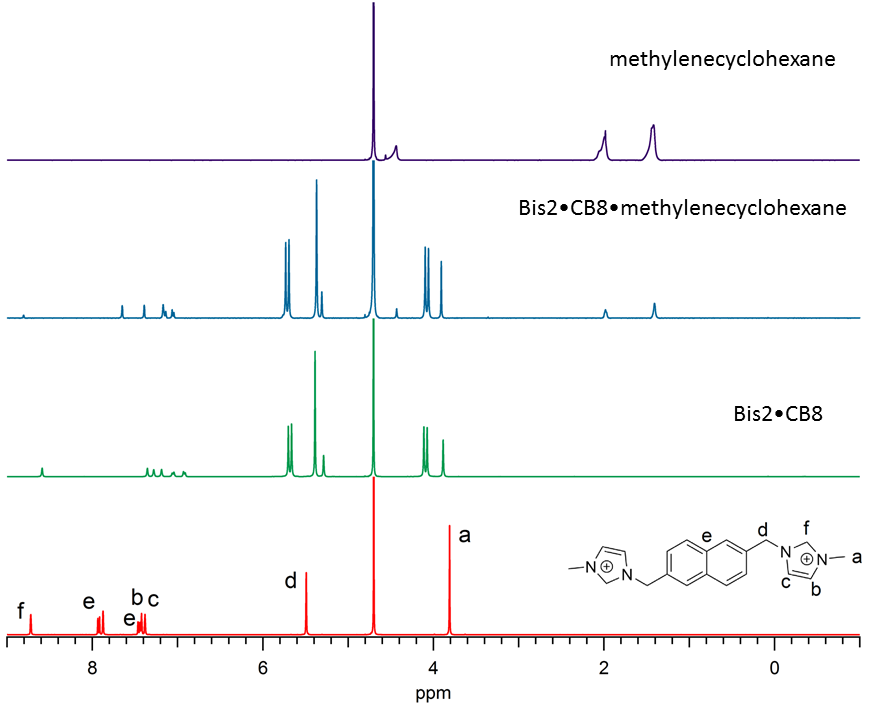 methylenecyclohexane
Bis2•CB8•methylenecyclohexane
Bis2•CB8
e d f
N N
⊕ N ⊕ N a
c b
a
d
f e b c
e
8 6 4 2 0
ppm